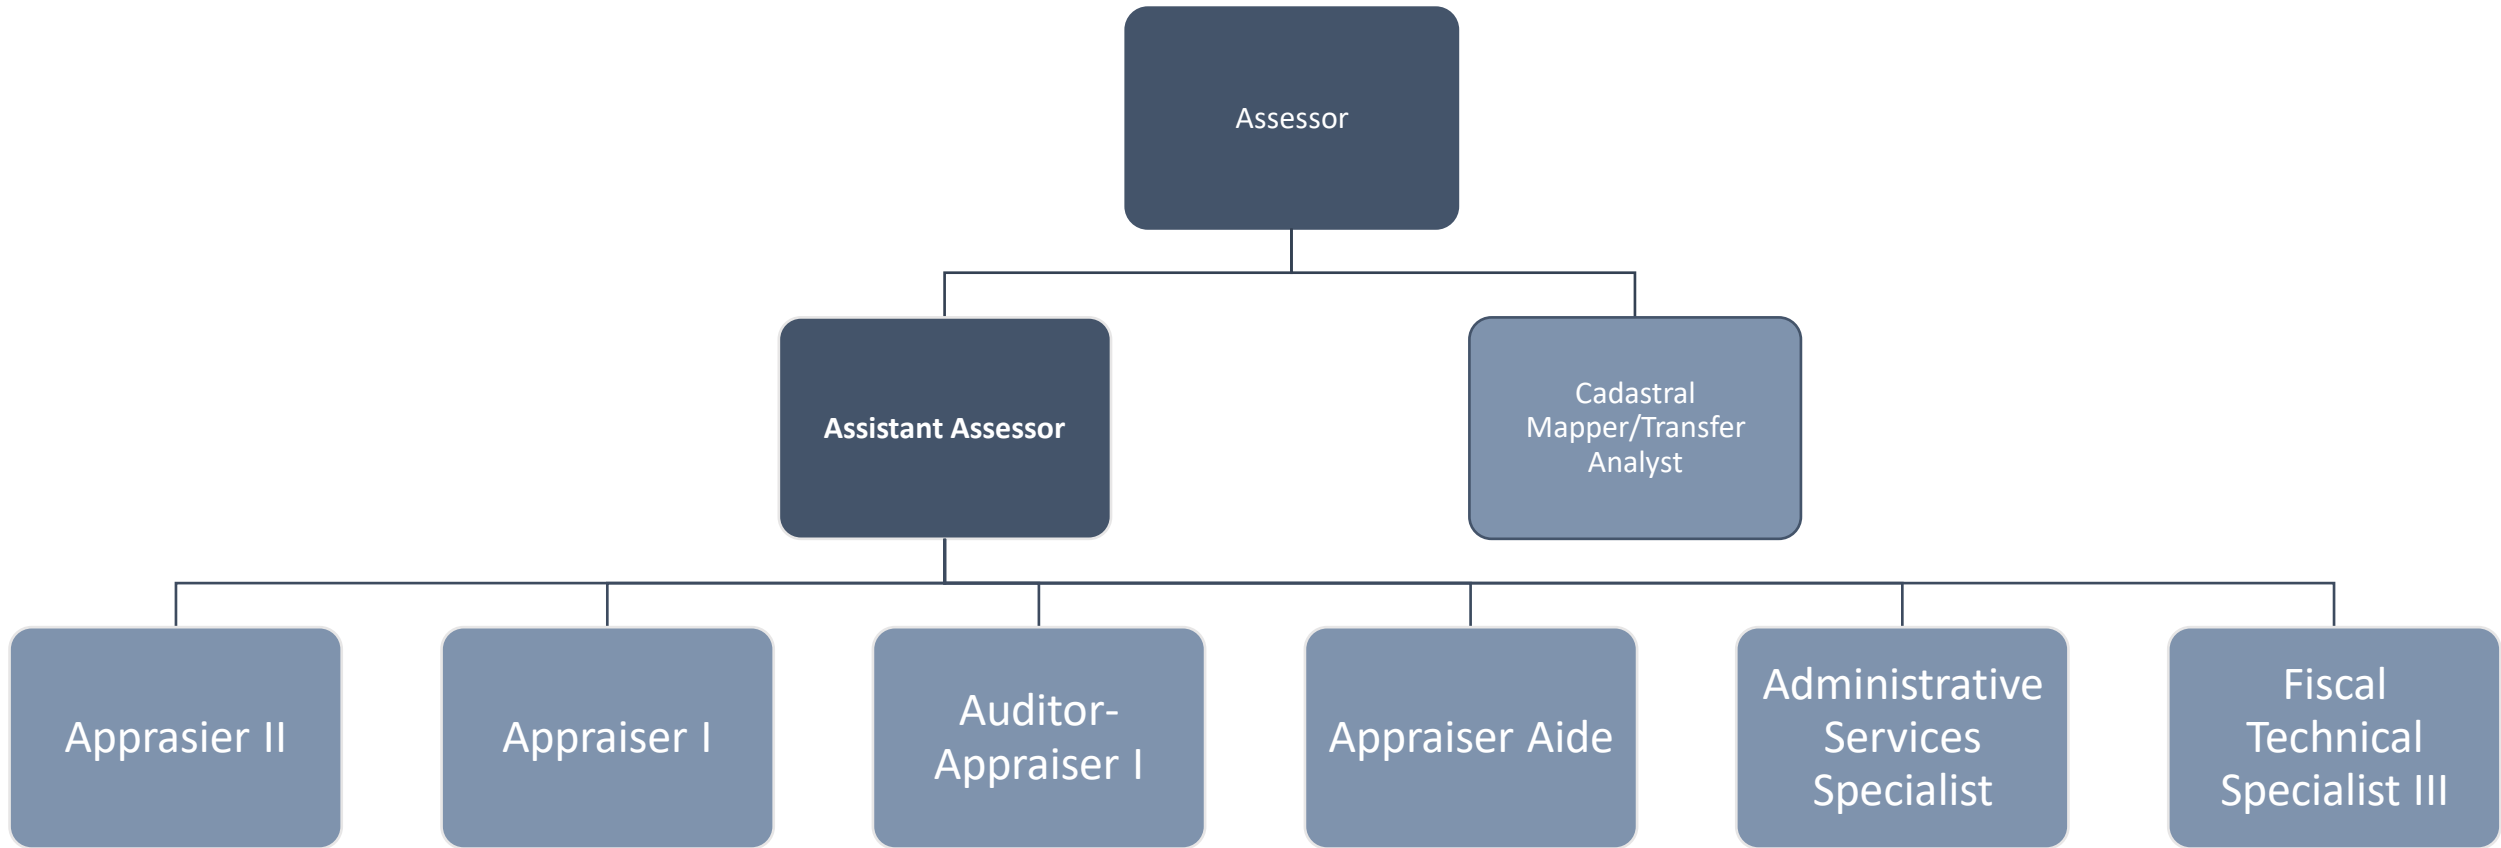 Assessor
Assistant Assessor
Cadastral
Mapper/Transfer
Analyst
Apprasier II
Appraiser I
Auditor-
Appraiser I
Appraiser Aide
Administrative
Services
Specialist
Fiscal
Technical
Specialist III